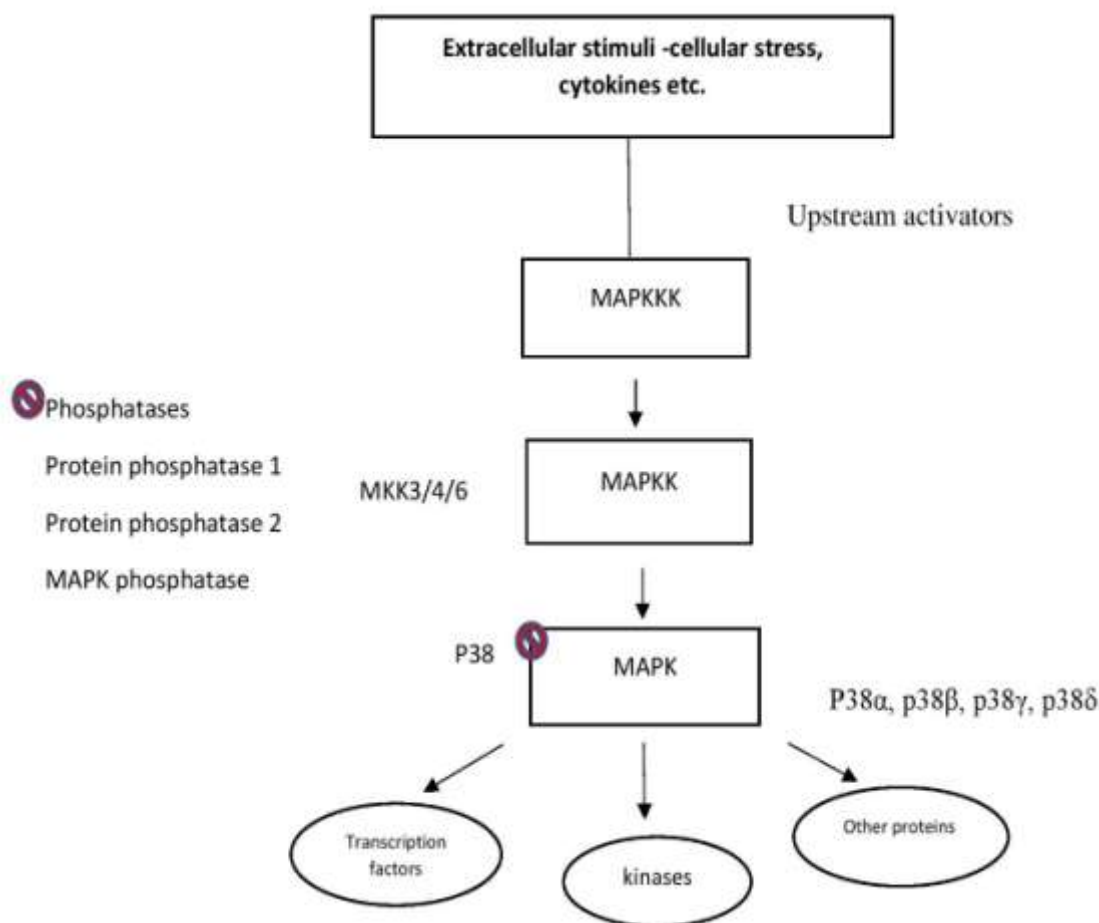 Extracellular stimuli -cellular stress,
cytokines etc.
Upstream activators
MAPKKK
Phosphatases
Protein phosphatase 1
Protein phosphatase 2
MAPK phosphatase
MKK3/4/6
MAPKK
P38
MAPK
P38α, p38β, p38γ, p38δ
Transcription
factors
kinases
Other proteins